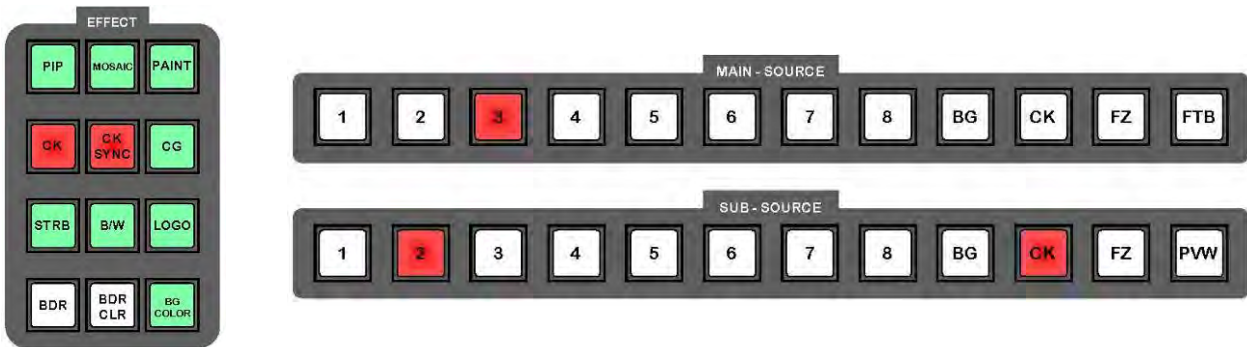 EFFECT
PIP MOSAIC PAINT
CK CK SYNC CG
STRB B/W LOGO
BDR BDR CLR BG COLOR
MAIN - SOURCE
1 2 3 4 5 6 7 8 BG CK FZ FTB
SUB - SOURCE
1 2 3 4 5 6 7 8 BG CK FZ PVW